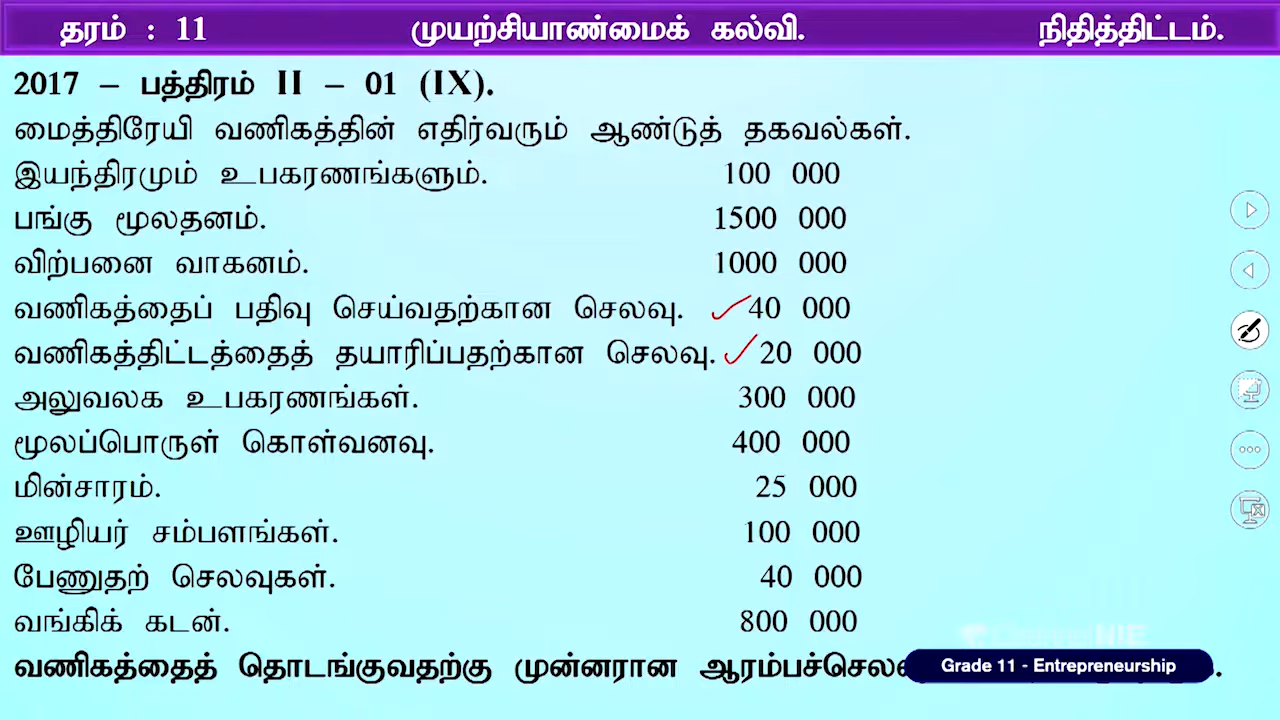 தரம் : 11 முயற்சியாண்மைக் கல்வி. நிதித்திட்டம்.
2017 – பத்திரம் II – 01 (IX).
மைத்திரேயி வணிகத்தின் எதிர்வரும் ஆண்டுத் தகவல்கள்.
இயந்திரமும் உபகரணங்களும். 100 000
பங்கு மூலதனம். 1500 000
விற்பனை வாகனம். 1000 000
வணிகத்தைப் பதிவு செய்வதற்கான செலவு. 40 000
வணிகத்திட்டத்தைத் தயாரிப்பதற்கான செலவு. 20 000
அலுவலக உபகரணங்கள். 300 000
மூலப்பொருள் கொள்வனவு. 400 000
மின்சாரம். 25 000
ஊழியர் சம்பளங்கள். 100 000
பேணுதற் செலவுகள். 40 000
வங்கிக் கடன். 800 000
வணிகத்தைத் தொடங்குவதற்கு முன்னரான
Grade 11 - Entrepreneurship